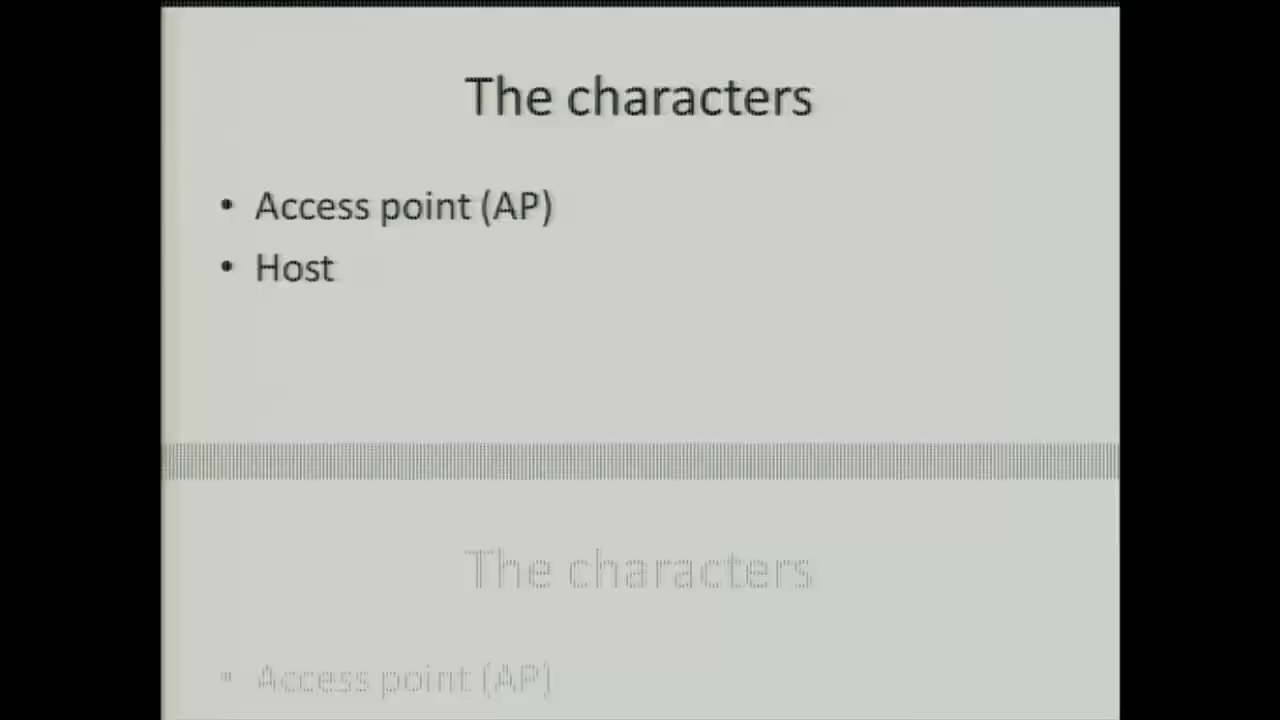 The characters
• Access point (AP)
• Host
The characters
• Access point (AP)